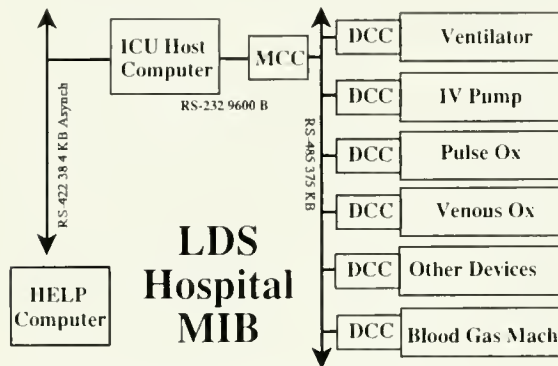 ICU Host
Computer
MCC
DCC
Ventilator
RS-232 9600 B
DCC
IV Pump
RS-422 38.4 KB Asynch
RS-485 375 KB
DCC
Pulse Ox
DCC
Venous Ox
LDS
Hospital
MIB
HELP
Computer
DCC
Other Devices
DCC
Blood Gas Mach